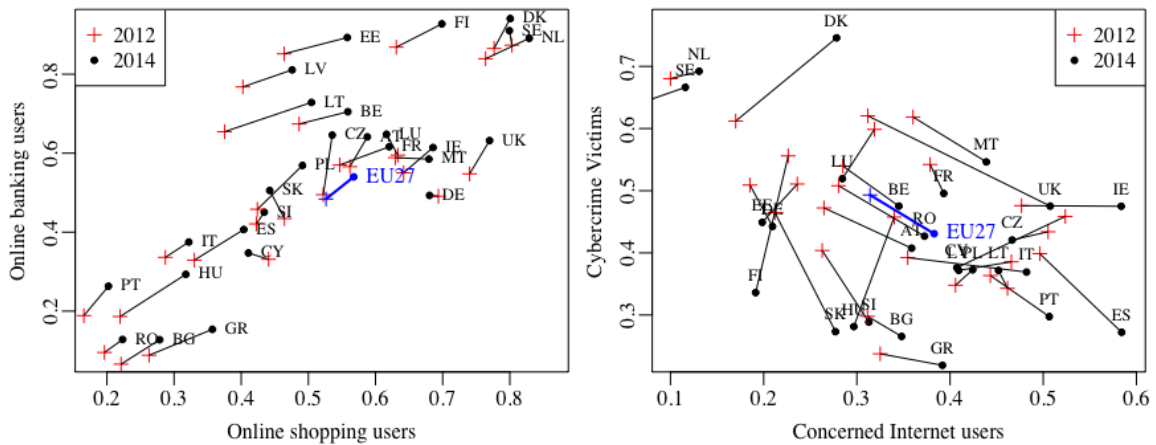 2012
2014
DK
SE
NL
FI
EE
LV
LT
BE
CZ
AT
LU
FR
IE
MT
UK
PL
EU27
DE
SK
SI
ES
CY
IT
HU
PT
RO
BG
GR
0.2
0.4
0.6
0.8
0.2
0.3
0.4
0.5
0.6
0.7
0.8
Online banking users
Online shopping users
2012
2014
DK
NL
SE
MT
LU
FR
BE
UK
IE
EE
DE
RO
EU27
CZ
AT
CY
LV
PL
LT
IT
FI
SK
HU
SI
BG
PT
ES
GR
0.3
0.4
0.5
0.6
0.7
0.1
0.2
0.3
0.4
0.5
0.6
Cybercrime Victims
Concerned Internet users